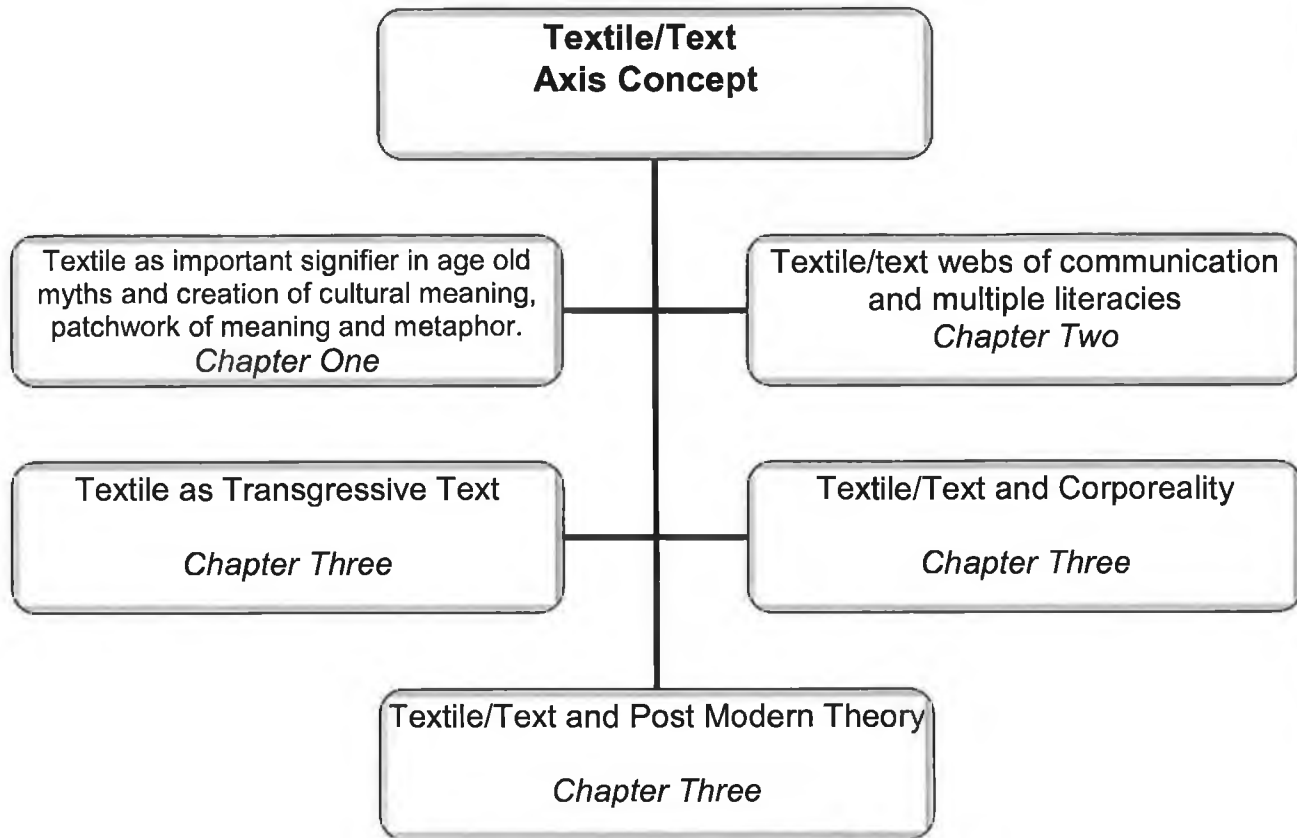 Textile/Text
Axis Concept
Textile as important signifier in age old
myths and creation of cultural meaning,
patchwork of meaning and metaphor.
Chapter One
Textile/text webs of communication
and multiple literacies
Chapter Two
Textile as Transgressive Text
Chapter Three
Textile/Text and Corporeality
Chapter Three
Textile/Text and Post Modern Theory
Chapter Three